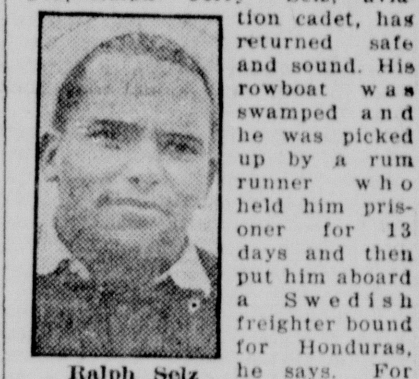 Selz, avia-
tion cadet, has
returned safe
and sound. His
rowboat was
swamped and
he was picked
up by a rum
runner who
held him pris-
oner for 13
days and then
put him aboard
a Swedish
freighter bound
for Honduras,
he says. For
Ralph Selz